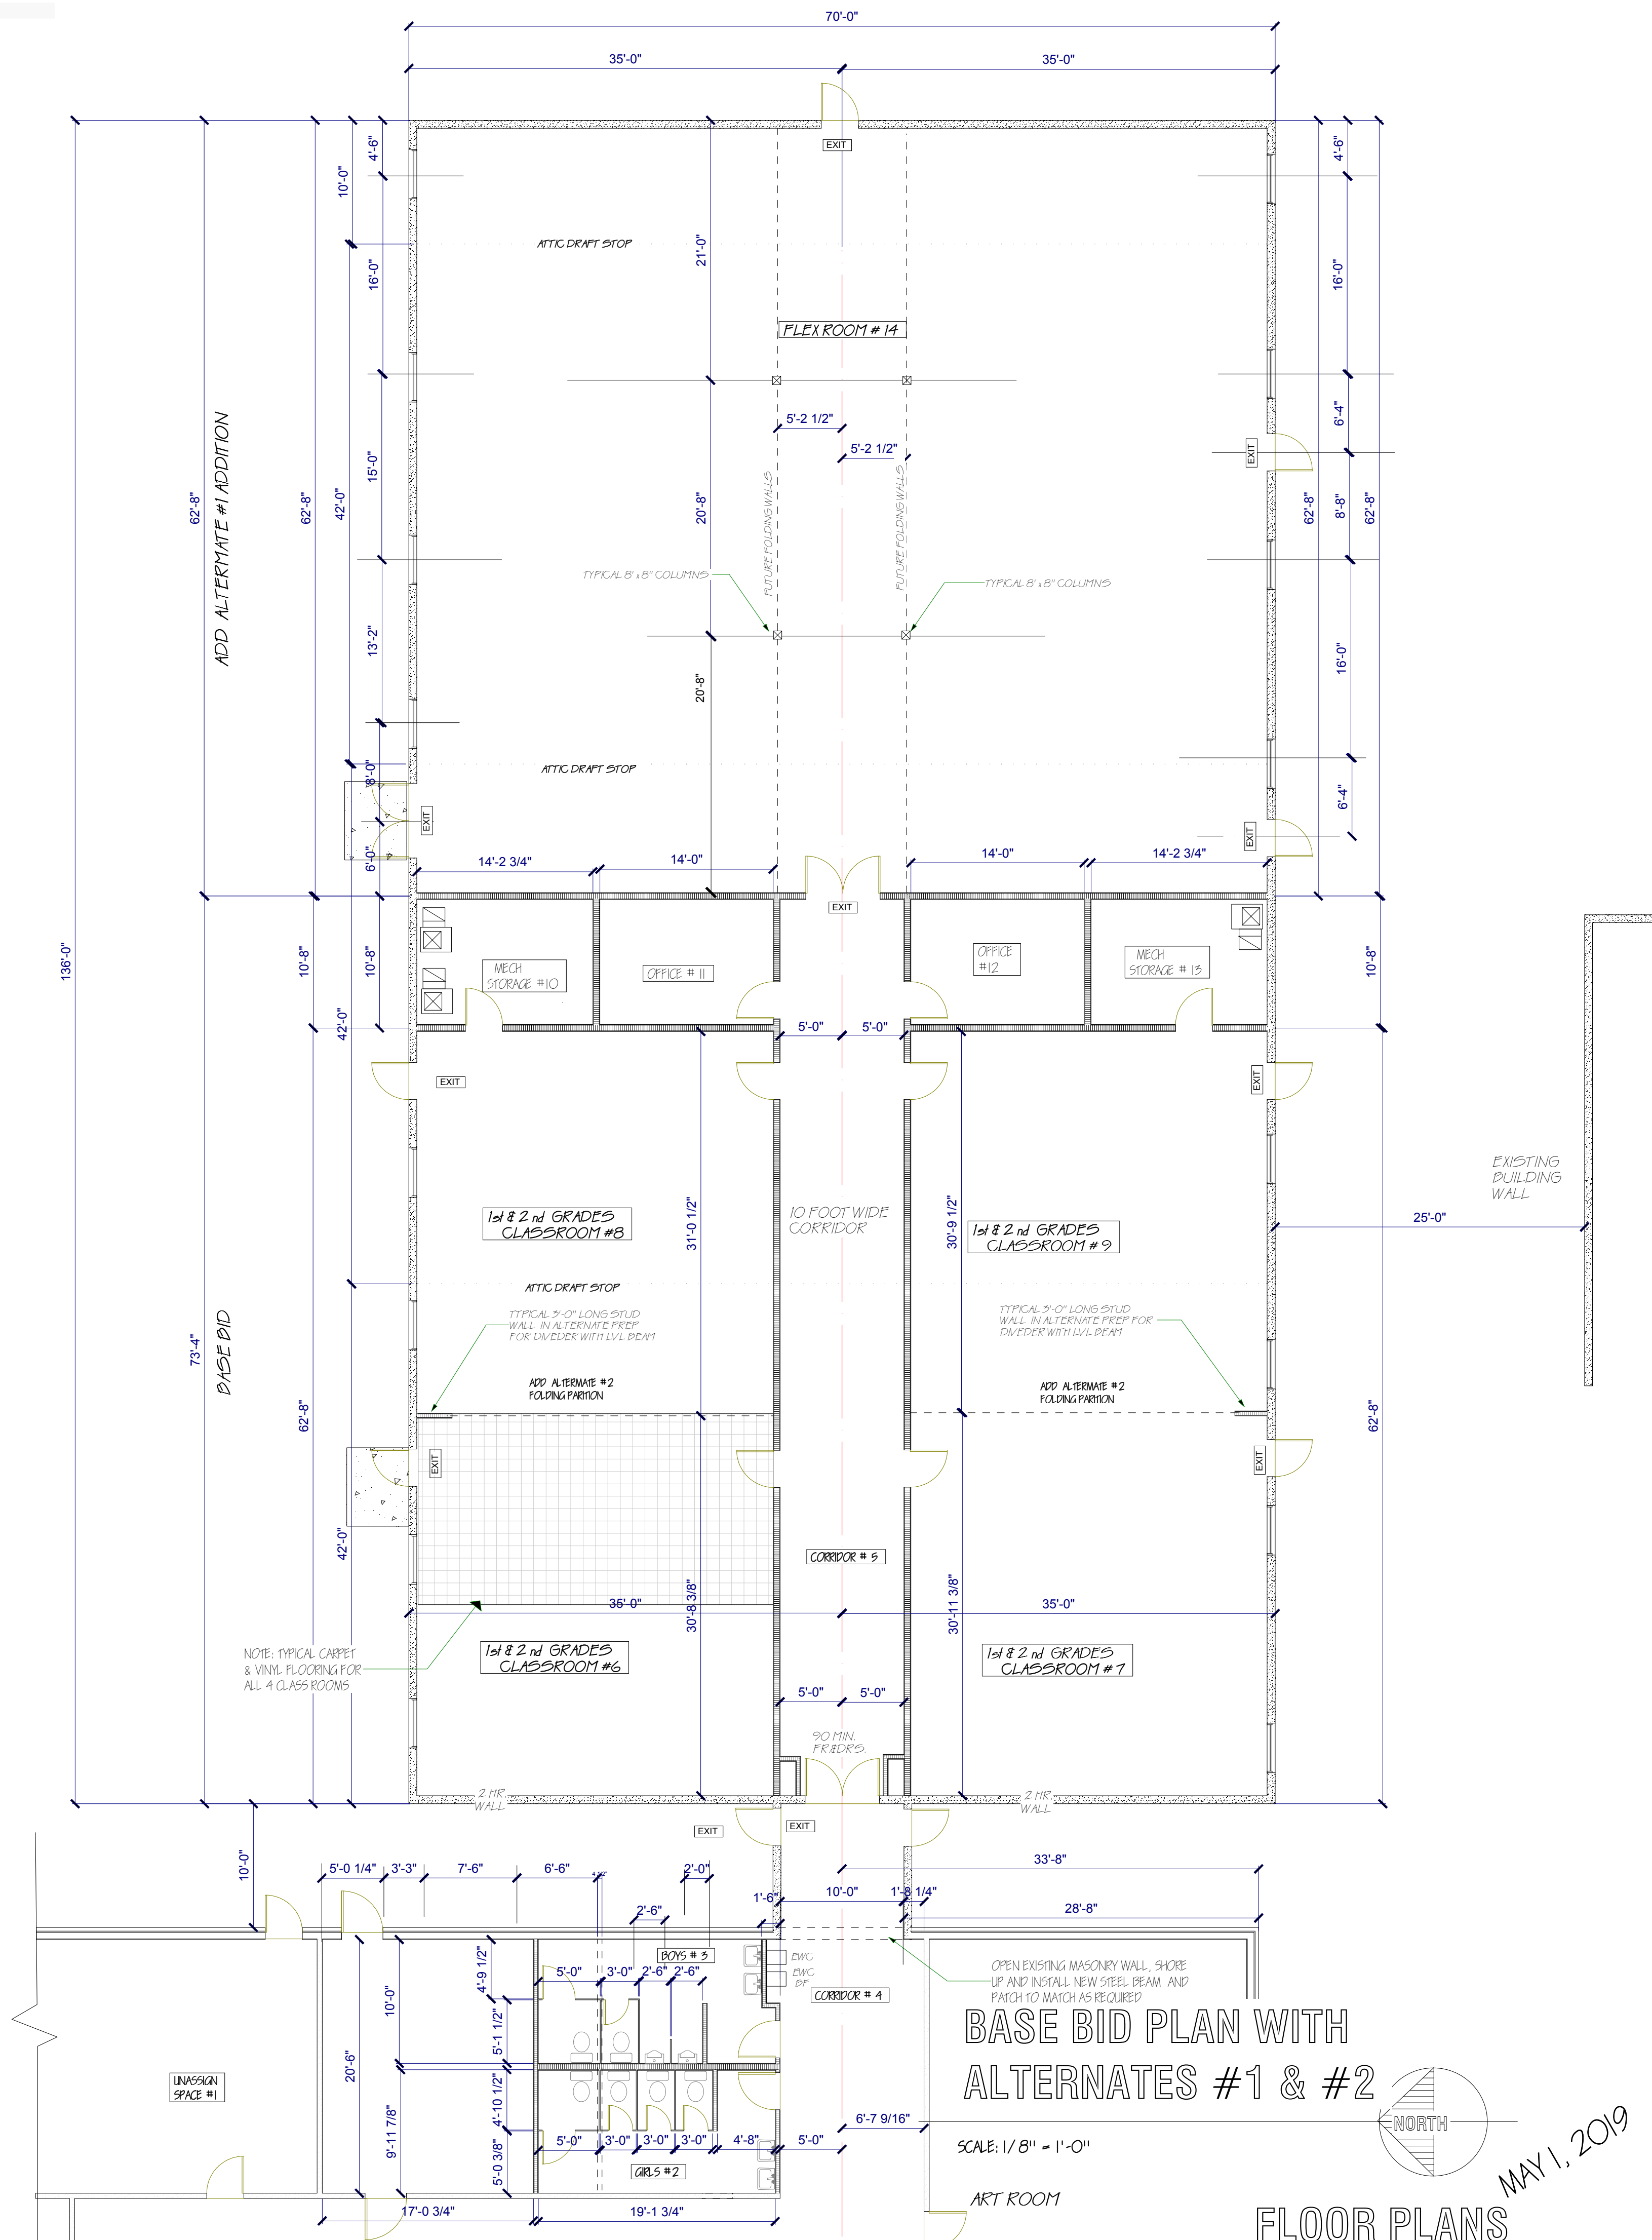 70'-0"
35'-0"
35'-0"
EXIT
4'-6"
10'-0"
16'-0"
21'-0"
4'-6"
16'-0"
ATTIC DRAFT STOP
FLEX ROOM # 14
5'-2 1/2"
5'-2 1/2"
6'-4"
EXIT
ADD ALTERMATE #1 ADDITION
62'-8"
62'-8"
42'-0"
15'-0"
20'-8"
FUTURE FOLDING WALLS
FUTURE FOLDING WALLS
62'-8"
8'-8"
62'-8"
TYPICAL 8' x 8" COLUMNS
TYPICAL 8' x 8" COLUMNS
13'-2"
20'-8"
16'-0"
ATTIC DRAFT STOP
8'-0"
6'-4"
EXIT
EXIT
6'-0"
14'-2 3/4"
14'-0"
14'-0"
14'-2 3/4"
EXIT
136'-0"
10'-8"
10'-8"
MECH
STORAGE #10
OFFICE # 11
OFFICE
#12
MECH
STORAGE # 13
10'-8"
42'-0"
5'-0"
5'-0"
EXIT
EXIT
EXISTING
BUILDING
WALL
25'-0"
1st & 2 nd GRADES
CLASSROOM #8
31'-0 1/2"
10 FOOT WIDE
CORRIDOR
30'-9 1/2"
1st & 2 nd GRADES
CLASSROOM # 9
ATTIC DRAFT STOP
TTPICAL 3'-0" LONG STUD
WALL IN ALTERNATE PREP
FOR DIVEDER WITH LVL BEAM
TTPICAL 3'-0" LONG STUD
WALL IN ALTERNATE PREP FOR
DIVEDER WITH LVL BEAM
73'-4"
BASE BID
62'-8"
ADD ALTERMATE #2
FOLDING PARITION
ADD ALTERMATE #2
FOLDING PARITION
62'-8"
EXIT
EXIT
42'-0"
CORRIDOR # 5
35'-0"
30'-8 3/8"
30'-11 3/8"
35'-0"
NOTE: TYPICAL CARPET
& VINYL FLOORING FOR
ALL 4 CLASS ROOMS
1st & 2 nd GRADES
CLASSROOM #6
1st & 2 nd GRADES
CLASSROOM # 7
5'-0"
5'-0"
90 MIN.
FR.&DRS.
2 HR.
WALL
2 HR.
WALL
EXIT
EXIT
10'-0"
5'-0 1/4"
3'-3"
7'-6"
6'-6"
2'-0"
33'-8"
1'-6"
10'-0"
1'-8 1/4"
28'-8"
2'-6"
BOYS # 3
EWC
EWC
BF
CORRIDOR # 4
OPEN EXISTING MASONRY WALL, SHORE
UP AND INSTALL NEW STEEL BEAM AND
PATCH TO MATCH AS REQUIRED
4'-9 1/2"
10'-0"
5'-0"
3'-0"
2'-6"
2'-6"
5'-1 1/2"
BASE BID PLAN WITH
ALTERNATES #1 & #2
UNASSIGN
SPACE #1
20'-6"
9'-11 7/8"
4'-10 1/2"
5'-0 3/8"
5'-0"
3'-0"
3'-0"
3'-0"
4'-8"
5'-0"
6'-7 9/16"
GIRLS #2
NORTH
SCALE: 1/ 8" = 1'-0"
MAY 1, 2019
ART ROOM
17'-0 3/4"
19'-1 3/4"
FLOOR PLANS